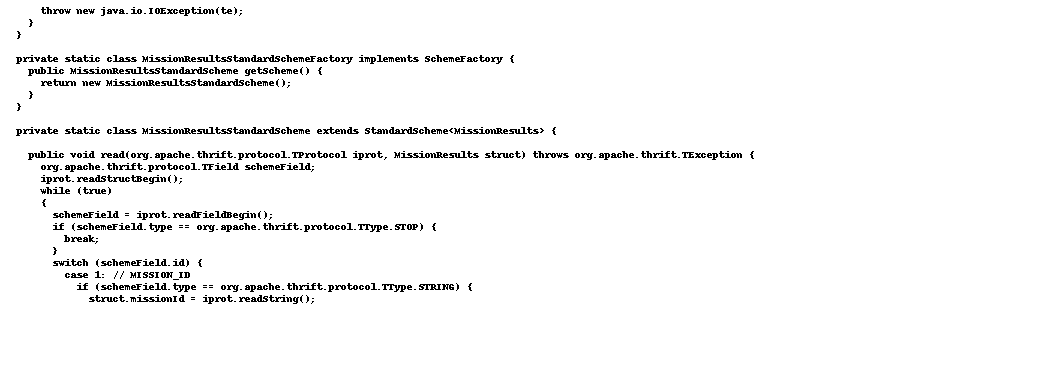 throw new java.io.IOException(te);
    }
  }

  private static class MissionResultsStandardSchemeFactory implements SchemeFactory {
    public MissionResultsStandardScheme getScheme() {
      return new MissionResultsStandardScheme();
    }
  }

  private static class MissionResultsStandardScheme extends StandardScheme<MissionResults> {

    public void read(org.apache.thrift.protocol.TProtocol iprot, MissionResults struct) throws org.apache.thrift.TException {
      org.apache.thrift.protocol.TField schemeField;
      iprot.readStructBegin();
      while (true)
      {
        schemeField = iprot.readFieldBegin();
        if (schemeField.type == org.apache.thrift.protocol.TType.STOP) {
          break;
        }
        switch (schemeField.id) {
          case 1: // MISSION_ID
            if (schemeField.type == org.apache.thrift.protocol.TType.STRING) {
              struct.missionId = iprot.readString();